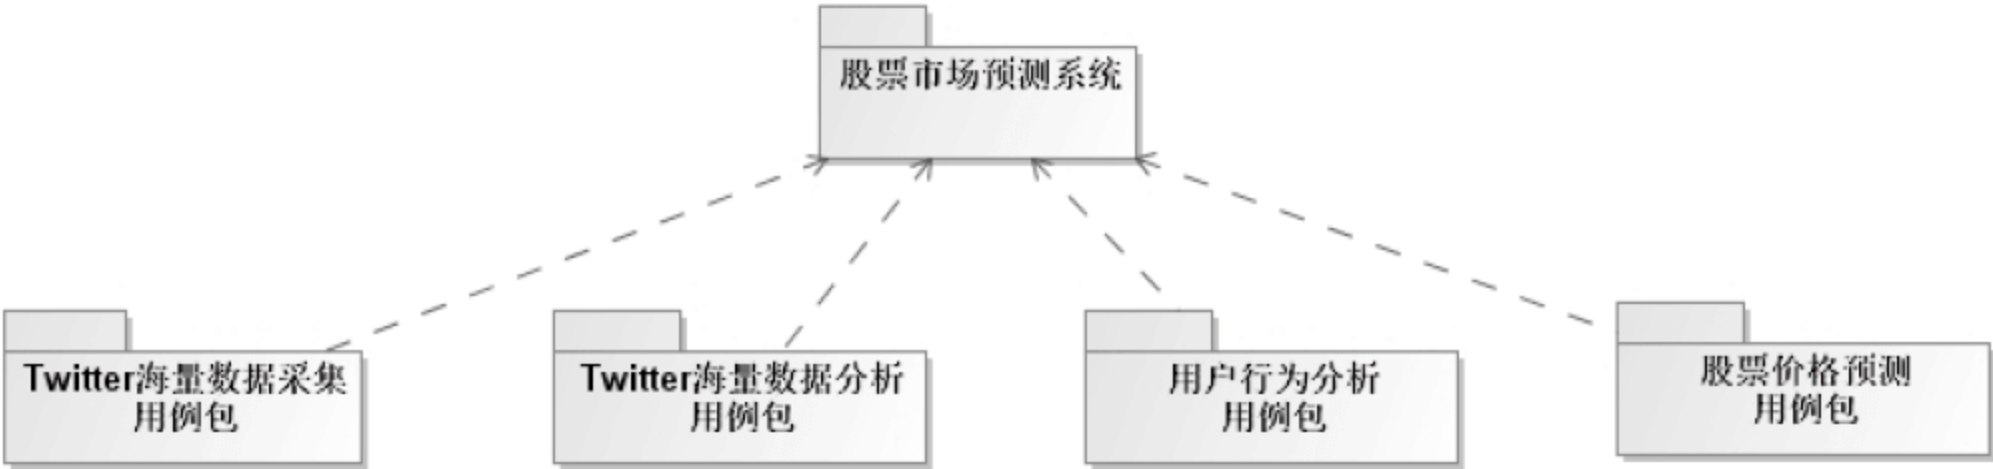 股票市场预测系统
Twitter海量数据采集
用例包
Twitter海量数据分析
用例包
用户行为分析
用例包
股票价格预测
用例包